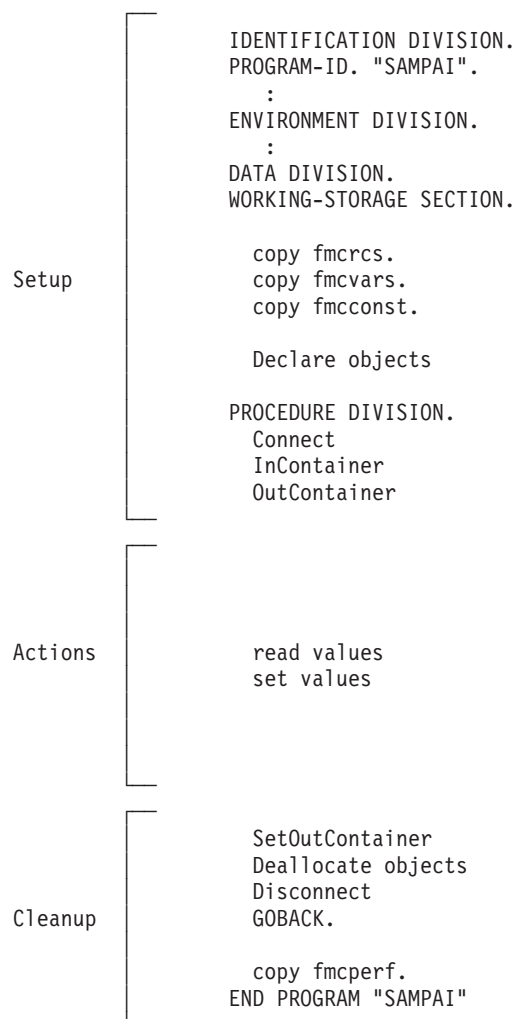 IDENTIFICATION DIVISION.
PROGRAM-ID. "SAMPAI".
:
ENVIRONMENT DIVISION.
:
DATA DIVISION.
WORKING-STORAGE SECTION.
copy fmcrcs.
Setup copy fmcvars.
copy fmcconst.
Declare objects
PROCEDURE DIVISION.
Connect
InContainer
OutContainer
Actions read values
set values
SetOutContainer
Deallocate objects
Disconnect
Cleanup GOBACK.
copy fmcperf.
END PROGRAM "SAMPAI"